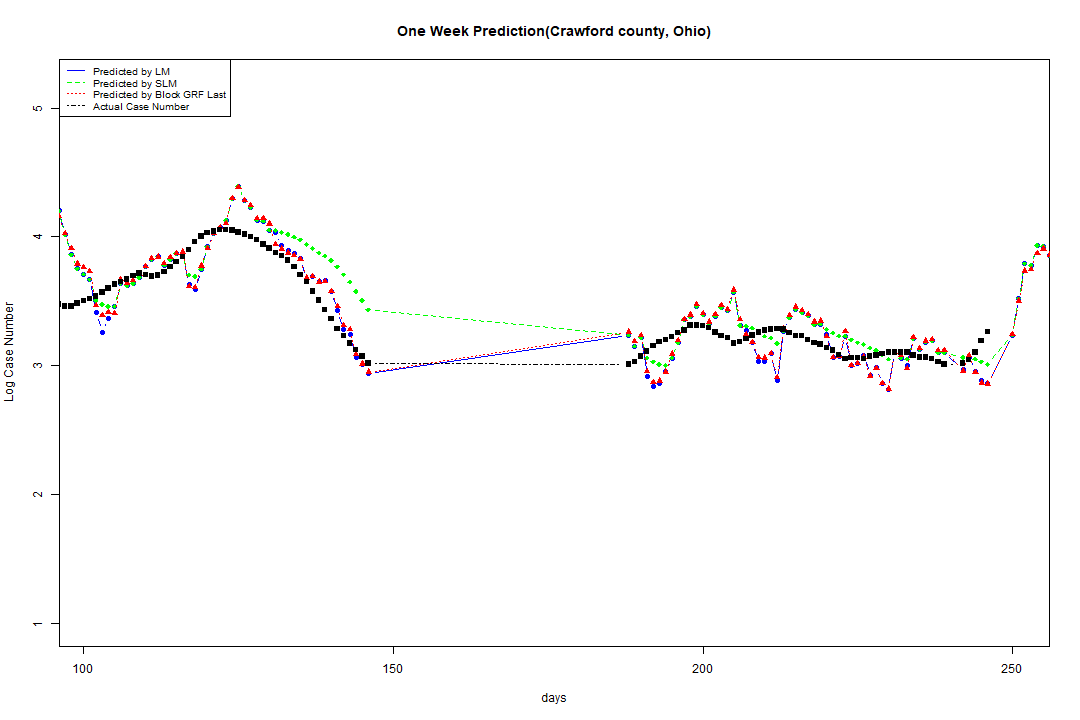 One Week Prediction(Crawford county, Ohio)
Predicted by LM
Predicted by SLM
Predicted by Block GRF Last
Actual Case Number
5
4
3
2
1
Log Case Number
100 150 200 250
days